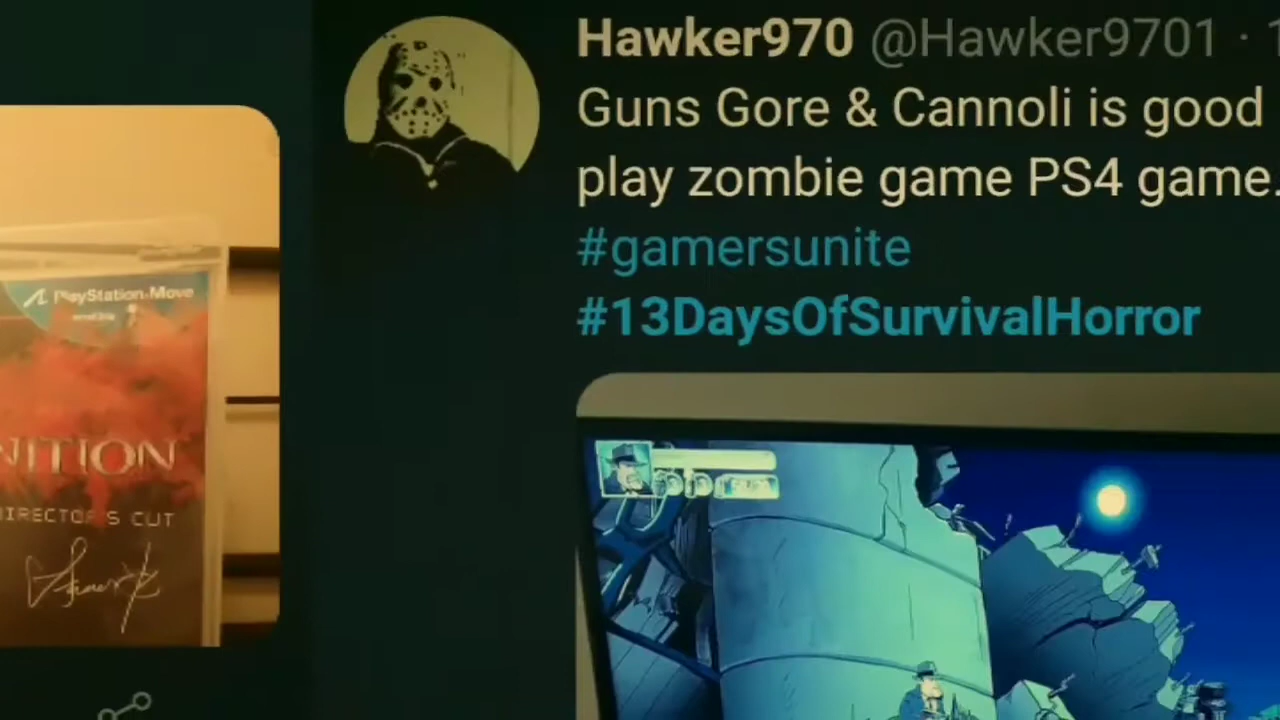 Hawker970 @Hawker9701 ·
Guns Gore & Cannoli is good
play zombie game PS4 game.
#gamersunite
#13DaysOfSurvivalHorror
PlayStation Move
NITION
DIRECTOR'S CUT